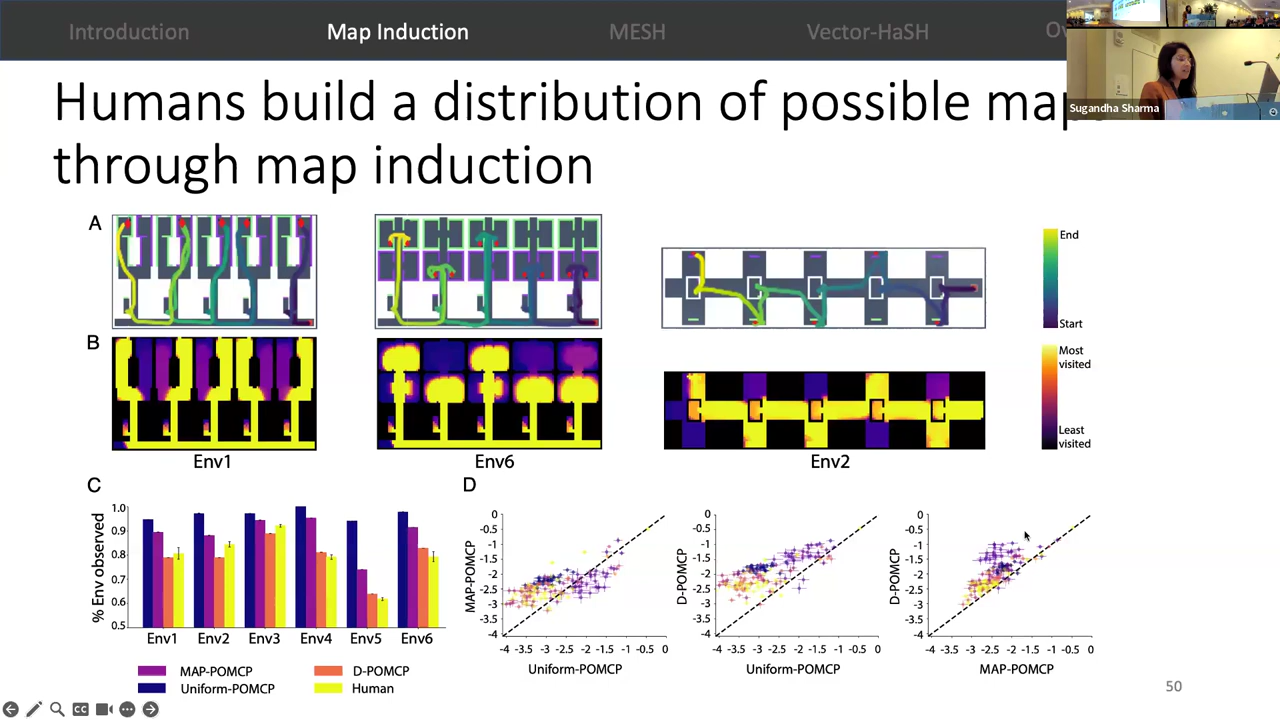 Introduction
Map Induction
MESH
Vector-HaSH
Sugandha Sharma
Humans build a distribution of possible map
through map induction
A
End
Start
B
Most
visited
Least
visited
Env1
Env6
Env2
C
% Env observed
1.0
0.9
0.8
0.7
0.6
0.5
Env1 Env2 Env3 Env4 Env5 Env6
MAP-POMCP
D-POMCP
Uniform-POMCP
Human
D
MAP-POMCP
0
-0.5
-1
-1.5
-2
-2.5
-3
-3.5
-4
-4 -3.5 -3 -2.5 -2 -1.5 -1 -0.5 0
Uniform-POMCP
D-POMCP
0
-0.5
-1
-1.5
-2
-2.5
-3
-3.5
-4
-4 -3.5 -3 -2.5 -2 -1.5 -1 -0.5 0
Uniform-POMCP
D-POMCP
0
-0.5
-1
-1.5
-2
-2.5
-3
-3.5
-4
-4 -3.5 -3 -2.5 -2 -1.5 -1 -0.5 0
MAP-POMCP
50
CC